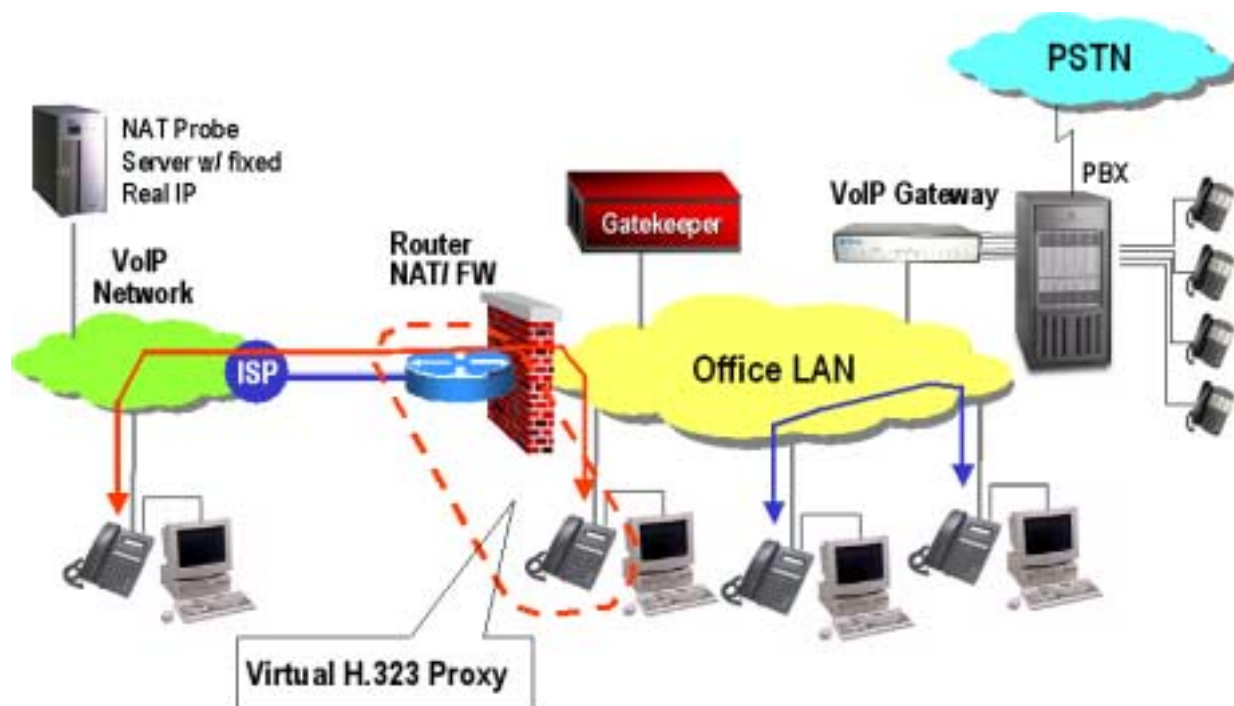 PSTN
NAT Probe
Server w/ fixed
Real IP
PBX
VoIP Gateway
Gatekeeper
Router
NAT/ FW
VoIP
Network
ISP
Office LAN
Virtual H.323 Proxy